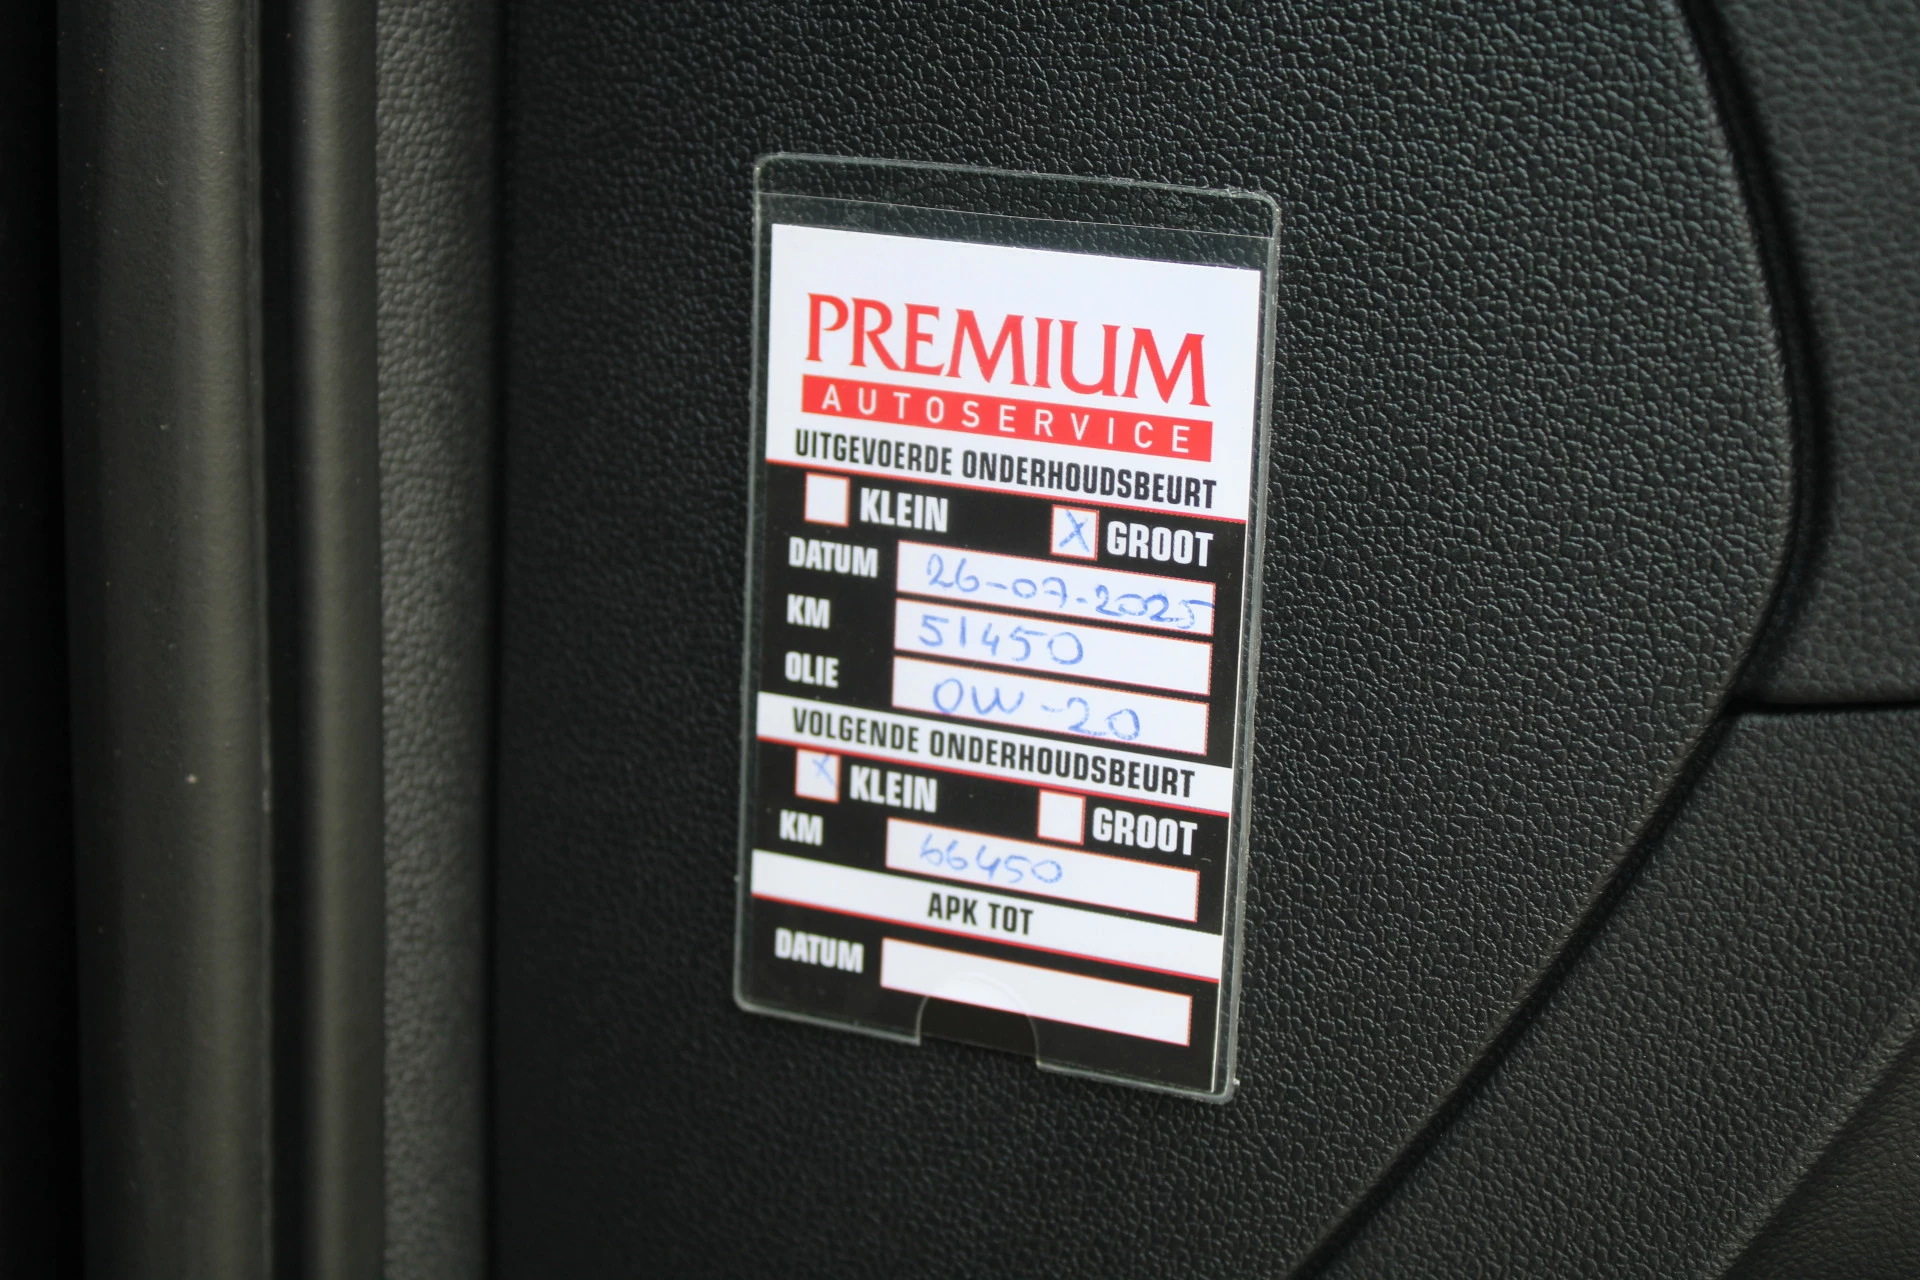 PREMIUM
AUTOSERVICE
UITGEVOERDE ONDERHOUDSBEURT
KLEIN X GROOT
DATUM 26-07-2025
KM 51450
OLIE 0W-20
VOLGENDE ONDERHOUDSBEURT
X KLEIN GROOT
KM 66450
APK TOT
DATUM